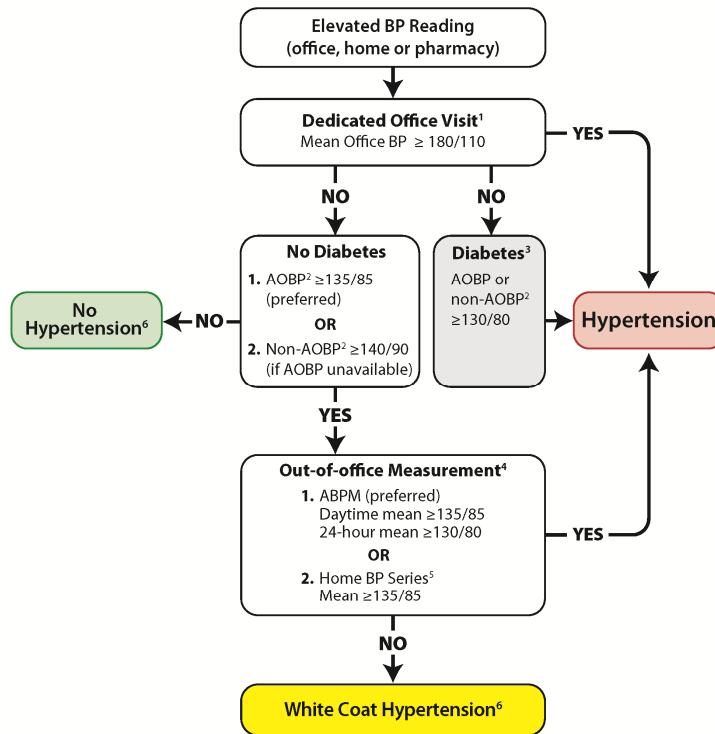 Elevated BP Reading
(office, home or pharmacy)
Dedicated Office Visit¹
Mean Office BP ≥ 180/110
YES
NO
NO
No Diabetes
1. AOBP² ≥135/85
(preferred)
OR
2. Non-AOBP² ≥140/90
(if AOBP unavailable)
Diabetes³
AOBP or
non-AOBP²
≥130/80
No
Hypertension⁶
NO
Hypertension
YES
Out-of-office Measurement⁴
1. ABPM (preferred)
Daytime mean ≥135/85
24-hour mean ≥130/80
OR
2. Home BP Series⁵
Mean ≥135/85
YES
NO
White Coat Hypertension⁶